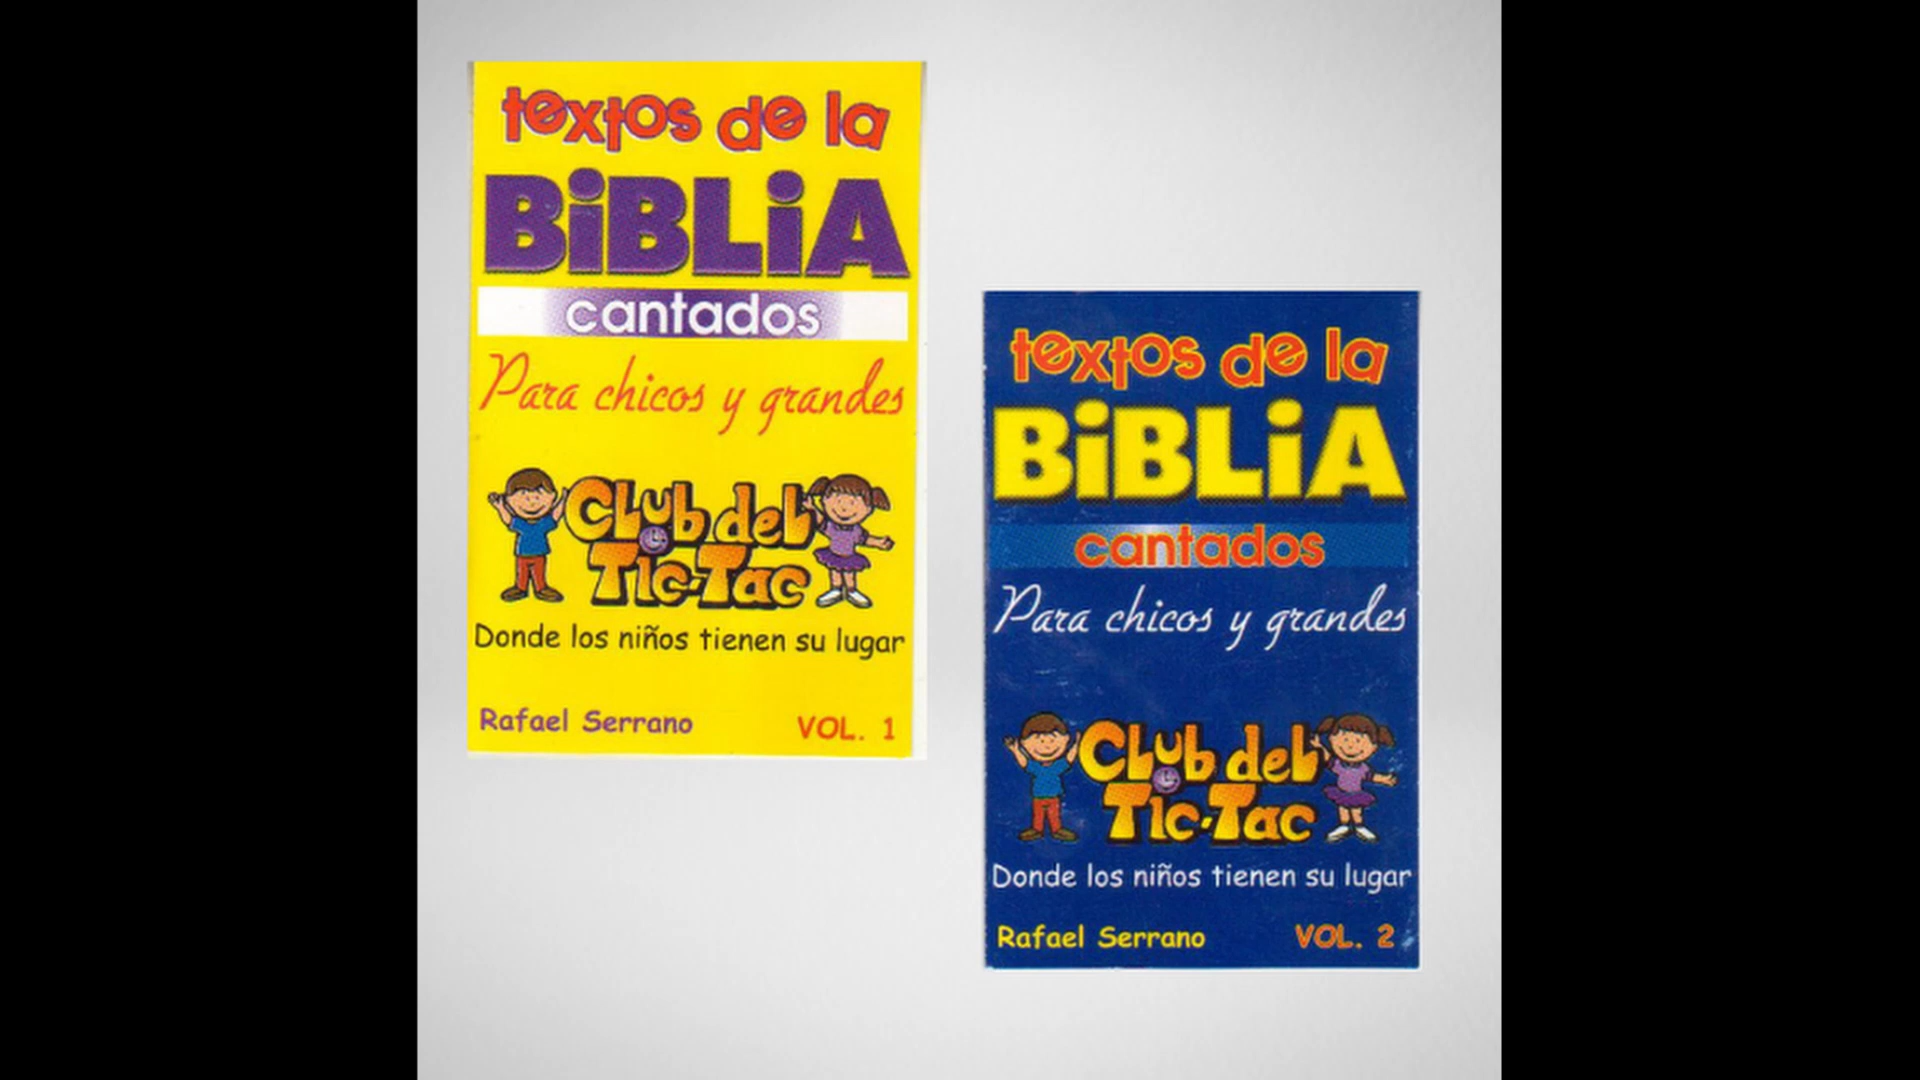 textos de la
BiBLiA
cantados
Para chicos y grandes
Club del
Tic-Tac
Donde los niños tienen su lugar
Rafael Serrano VOL. 1
textos de la
BiBLiA
cantados
Para chicos y grandes
Club del
Tic-Tac
Donde los niños tienen su lugar
Rafael Serrano VOL. 2